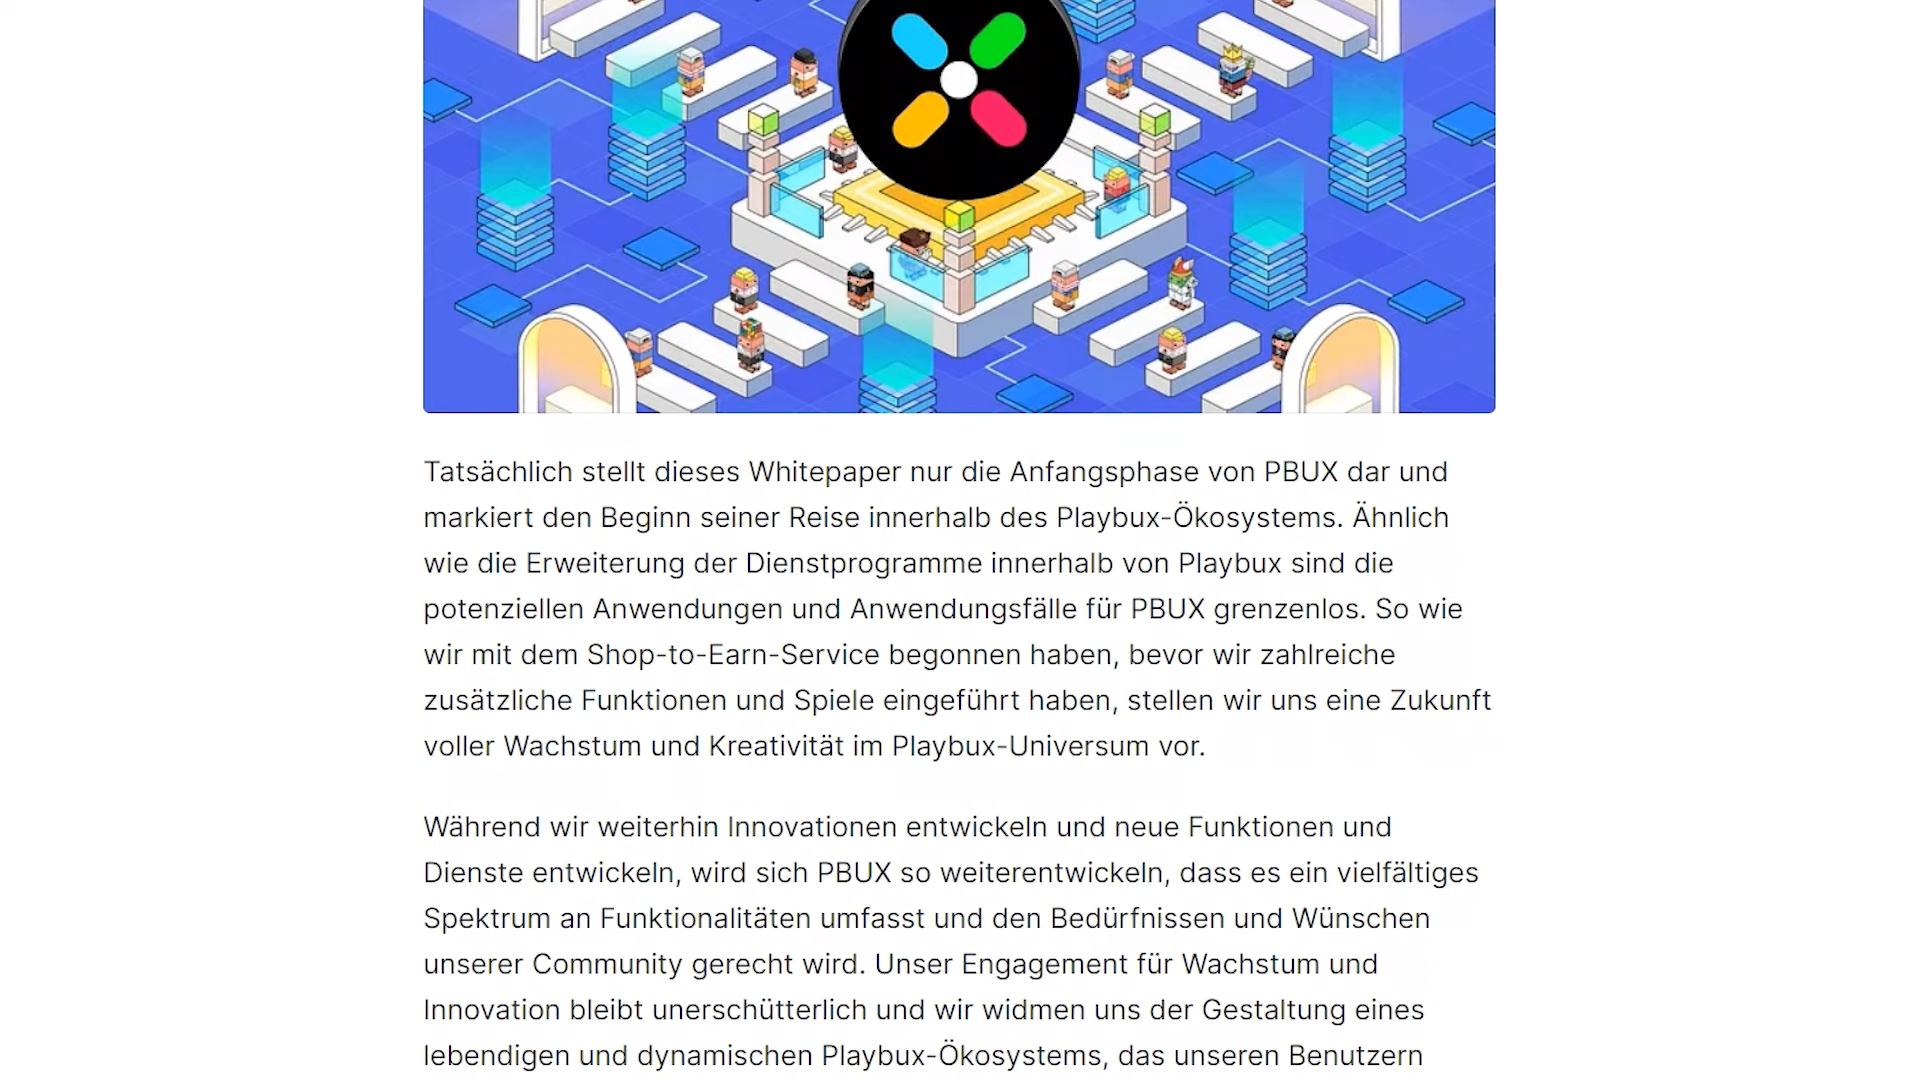 Tatsächlich stellt dieses Whitepaper nur die Anfangsphase von PBUX dar und
markiert den Beginn seiner Reise innerhalb des Playbux-Ökosystems. Ähnlich
wie die Erweiterung der Dienstprogramme innerhalb von Playbux sind die
potenziellen Anwendungen und Anwendungsfälle für PBUX grenzenlos. So wie
wir mit dem Shop-to-Earn-Service begonnen haben, bevor wir zahlreiche
zusätzliche Funktionen und Spiele eingeführt haben, stellen wir uns eine Zukunft
voller Wachstum und Kreativität im Playbux-Universum vor.
Während wir weiterhin Innovationen entwickeln und neue Funktionen und
Dienste entwickeln, wird sich PBUX so weiterentwickeln, dass es ein vielfältiges
Spektrum an Funktionalitäten umfasst und den Bedürfnissen und Wünschen
unserer Community gerecht wird. Unser Engagement für Wachstum und
Innovation bleibt unerschütterlich und wir widmen uns der Gestaltung eines
lebendigen und dynamischen Playbux-Ökosystems, das unseren Benutzern